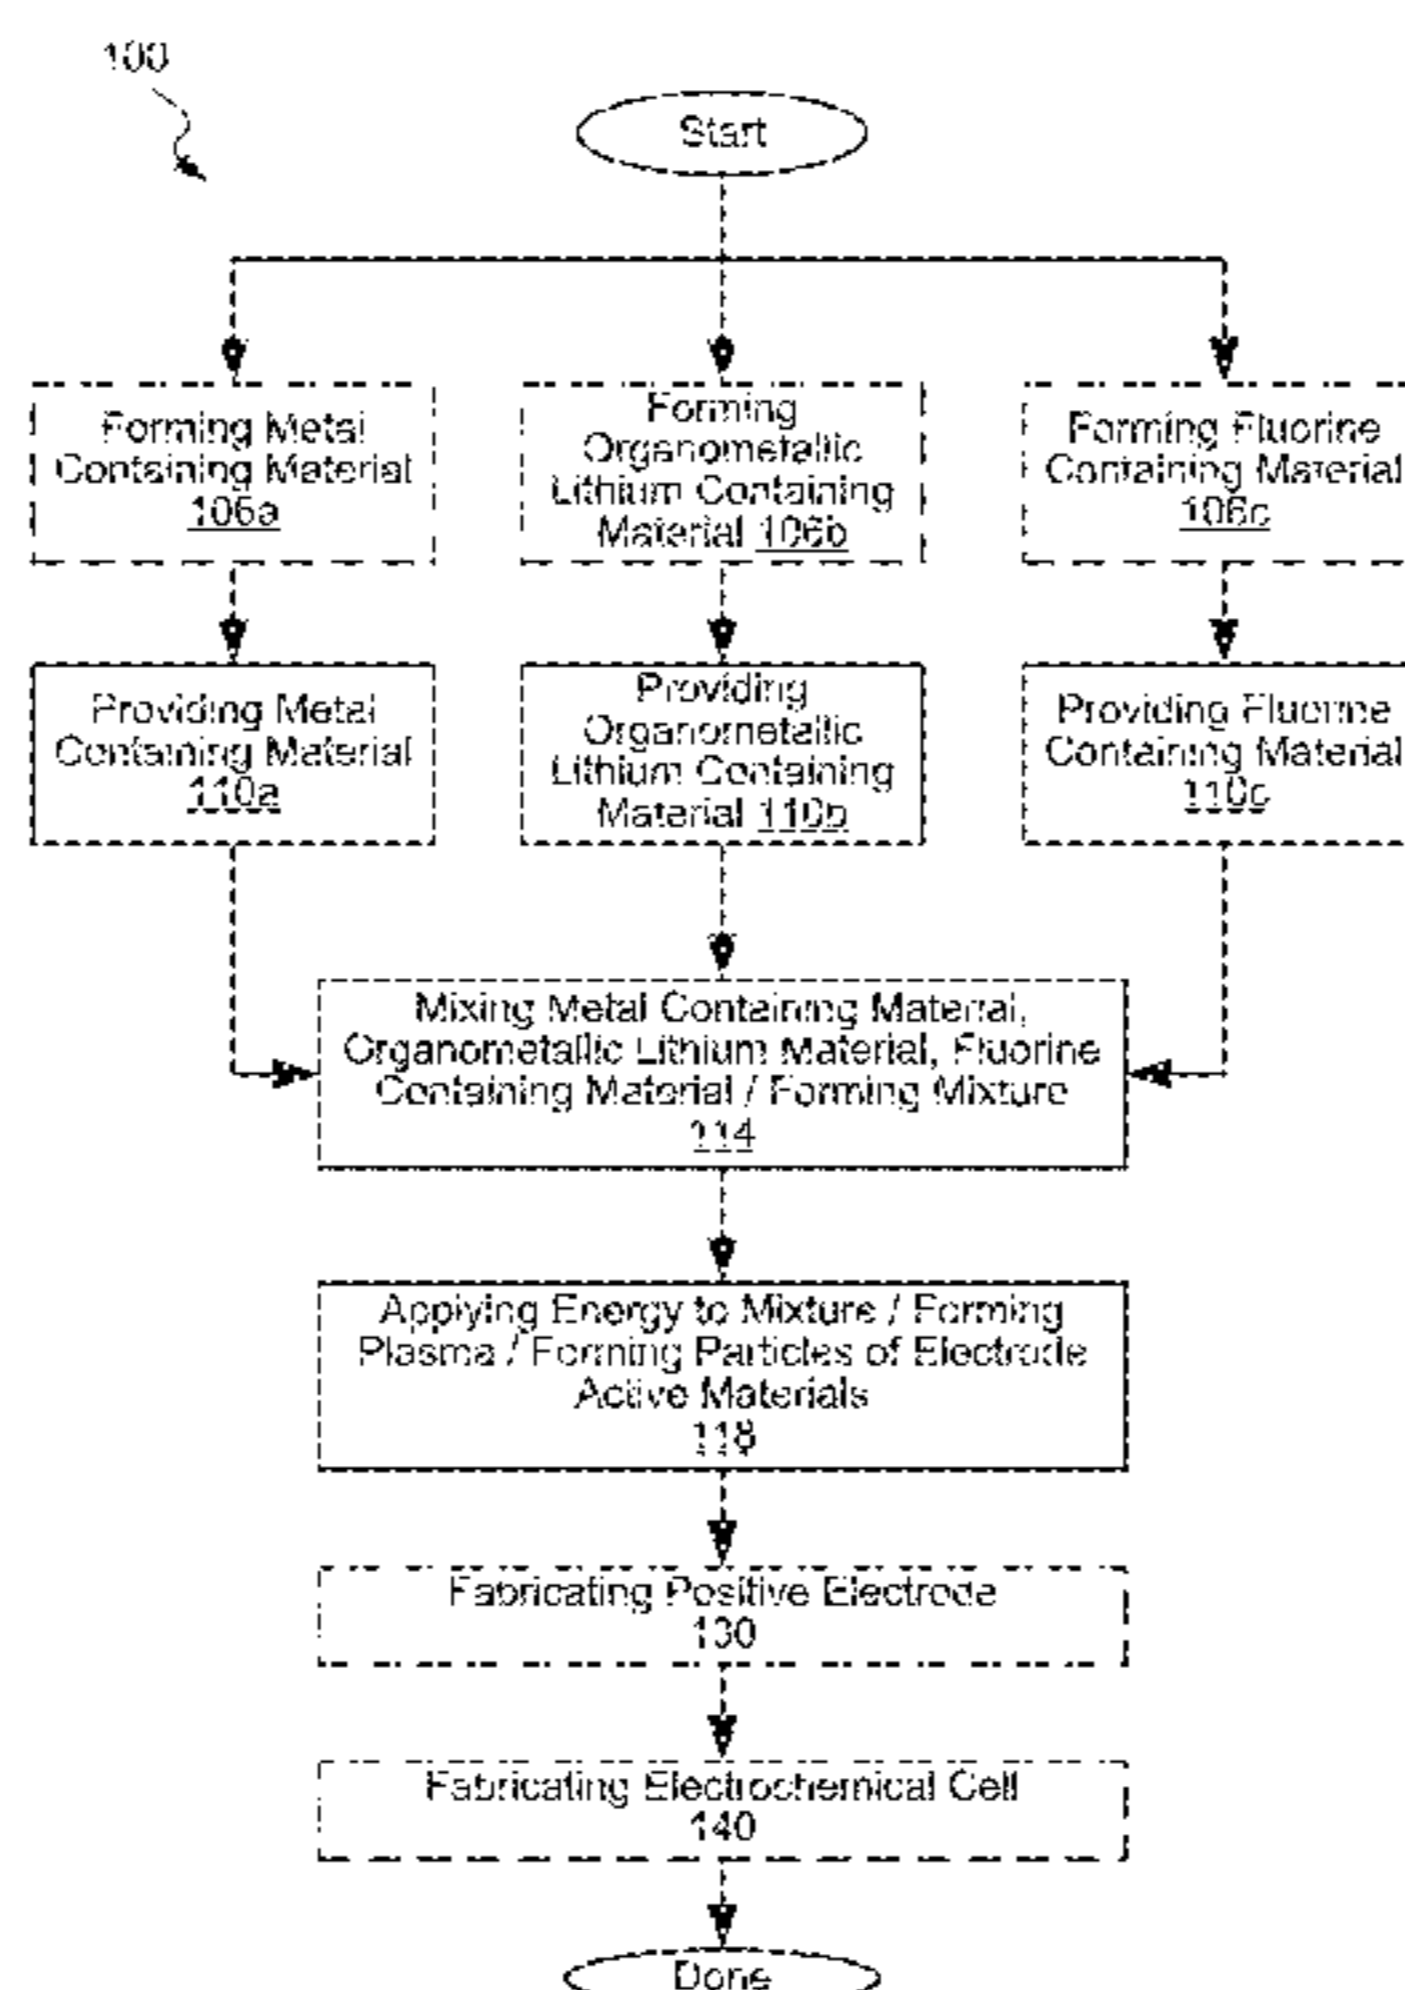 100
Start
Forming Metal
Containing Material
106a
Forming
Organometallic
Lithium Containing
Material 106b
Forming Fluorine
Containing Material
106c
Providing Metal
Containing Material
110a
Providing
Organometallic
Lithium Containing
Material 110b
Providing Fluorine
Containing Material
110c
Mixing Metal Containing Material,
Organometallic Lithium Material, Fluorine
Containing Material / Forming Mixture
114
Applying Energy to Mixture / Forming
Plasma / Forming Particles of Electrode
Active Materials
118
Fabricating Positive Electrode
130
Fabricating Electrochemical Cell
140
Done